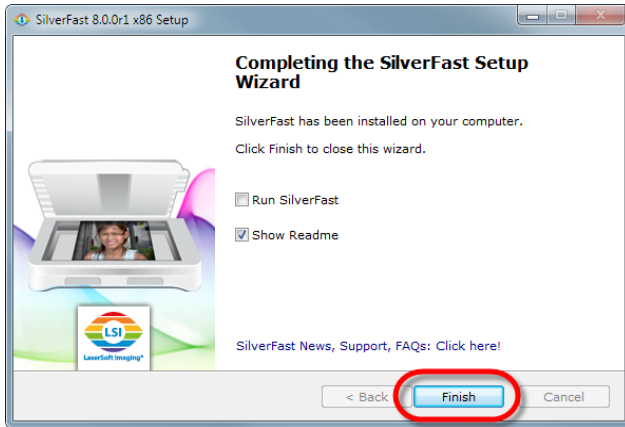 SilverFast 8.0.0r1 x86 Setup
Completing the SilverFast Setup
Wizard
SilverFast has been installed on your computer.
Click Finish to close this wizard.
Run SilverFast
Show Readme
LSI
LaserSoft Imaging®
SilverFast News, Support, FAQs: Click here!
< Back
Finish
Cancel